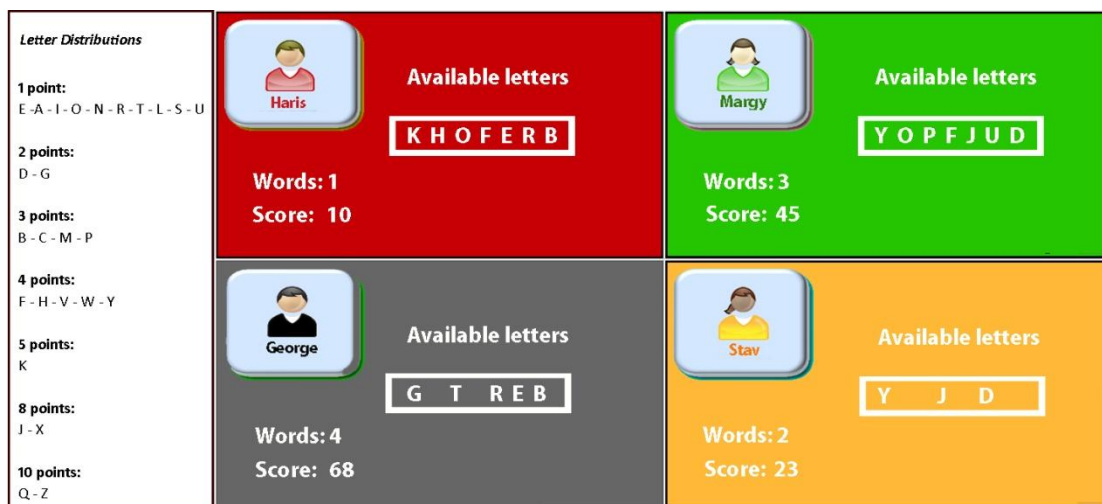 Letter Distributions
1 point:
E -A - I - O - N - R - T - L - S - U
2 points:
D - G
3 points:
B - C - M - P
4 points:
F - H - V - W - Y
5 points:
K
8 points:
J - X
10 points:
Q - Z
Haris
Available letters
K H O F E R B
Words: 1
Score: 10
Margy
Available letters
Y O P F J U D
Words: 3
Score: 45
George
Available letters
G T R E B
Words: 4
Score: 68
Stav
Available letters
Y J D
Words: 2
Score: 23